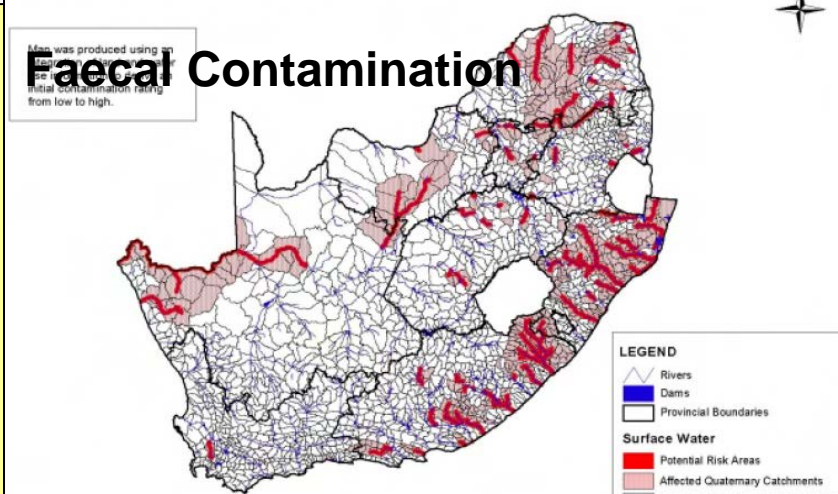 Map was produced using an
Faecal Contamination
initial contamination rating
from low to high.
LEGEND
Rivers
Dams
Provincial Boundaries
Surface Water
Potential Risk Areas
Affected Quaternary Catchments